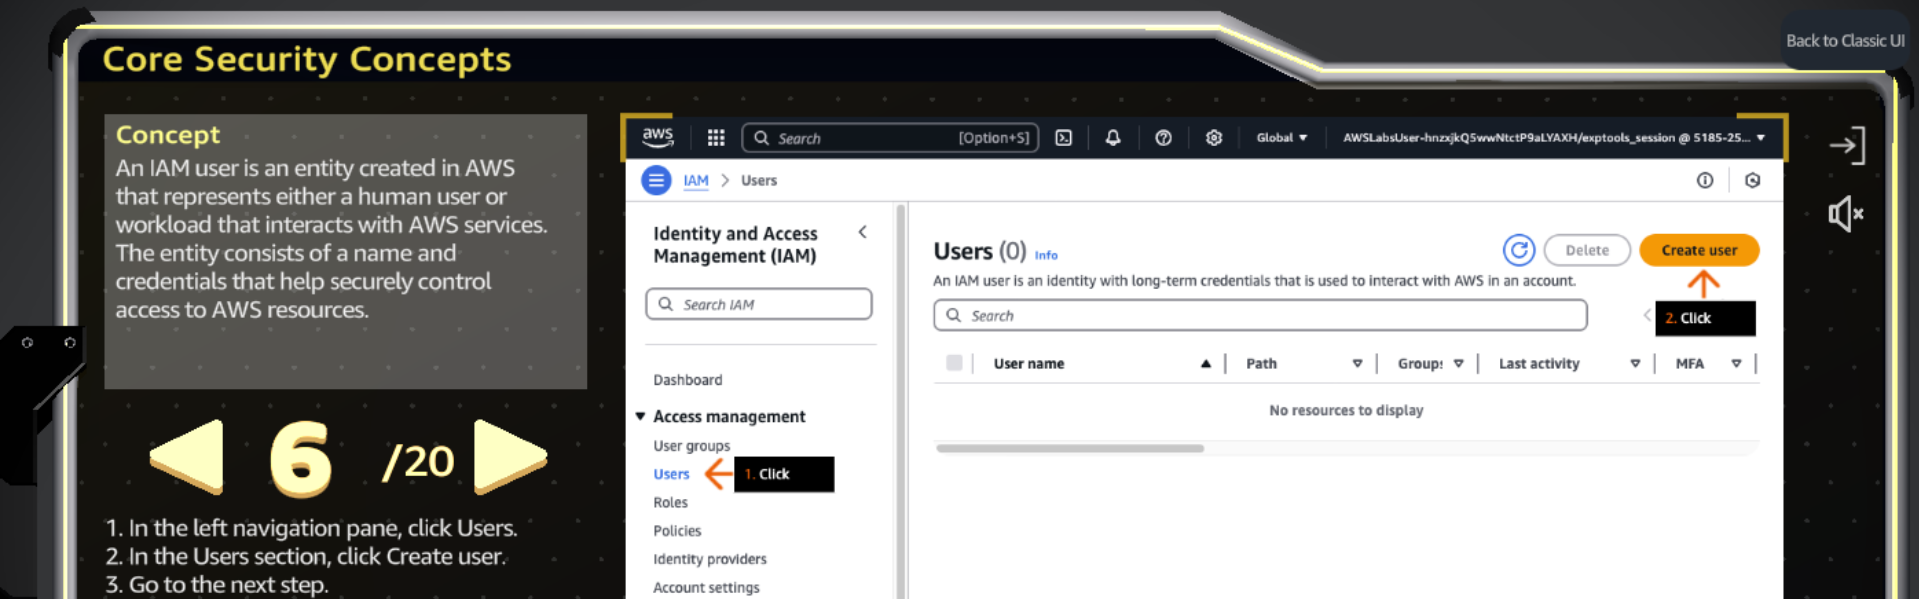 Back to Classic UI
Core Security Concepts
Concept
An IAM user is an entity created in AWS
that represents either a human user or
workload that interacts with AWS services.
The entity consists of a name and
credentials that help securely control
access to AWS resources.
6 /20
1. In the left navigation pane, click Users.
2. In the Users section, click Create user.
3. Go to the next step.
aws
Search [Option+S]
Global
AWSLabsUser-hnzxjkQ5wwNtctP9aLYAXH/exptools_session @ 5185-25...
IAM > Users
Identity and Access
Management (IAM)
Search IAM
Dashboard
Access management
User groups
Users
1. Click
Roles
Policies
Identity providers
Account settings
Users (0) Info
Delete
Create user
An IAM user is an identity with long-term credentials that is used to interact with AWS in an account.
Search
2. Click
User name Path Groups Last activity MFA
No resources to display